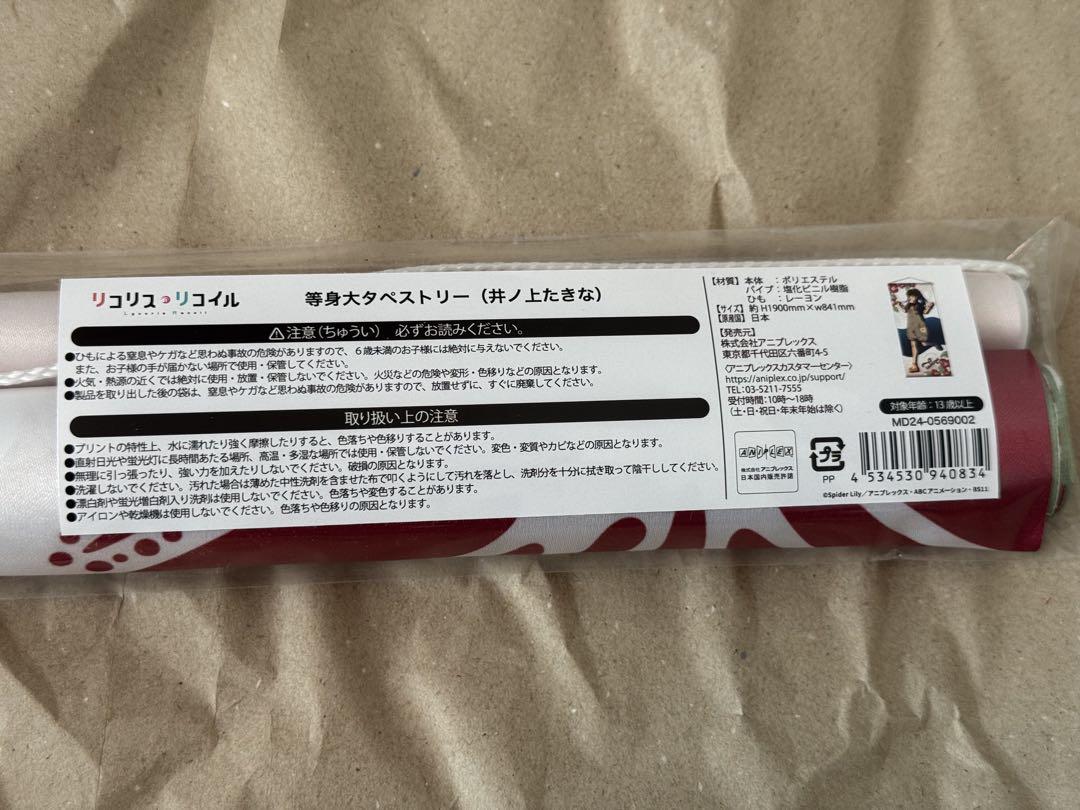 リコリス・リコイル
Lycoris Recoil
等身大タペストリー（井ノ上たきな）
⚠注意（ちゅうい） 必ずお読みください。
●ひもによる窒息やケガなど思わぬ事故の危険がありますので、6歳未満のお子様には絶対に与えないでください。
また、お子様の手が届かない場所で使用・保管してください。
●火気・熱源の近くでは絶対に使用・放置・保管しないでください。火災などの危険や変形・色移りなどの原因となります。
●製品を取り出した後の袋は、窒息やケガなど思わぬ事故の危険がありますので、放置せずに、すぐに廃棄してください。
取り扱い上の注意
●プリントの特性上、水に濡れたり強く摩擦したりすると、色落ちや色移りすることがあります。
●直射日光や蛍光灯に長時間あたる場所、高温・多湿な場所では使用・保管しないでください。変色・変質やカビなどの原因となります。
●無理に引っ張ったり、強い力を加えたりしないでください。破損の原因となります。
●洗濯しないでください。汚れた場合は薄めた中性洗剤を含ませた布で叩くようにして汚れを落とし、洗剤分を十分に拭き取って陰干ししてください。
●漂白剤や蛍光増白剤入り洗剤は使用しないでください。色落ちや変色することがあります。
●アイロンや乾燥機は使用しないでください。色落ちや色移りの原因となります。
【材質】本体 ：ポリエステル
パイプ：塩化ビニル樹脂
ひも ：レーヨン
【サイズ】約 H1900mm×w841mm
【原産国】日本
【発売元】
株式会社アニプレックス
東京都千代田区六番町4-5
〈アニプレックスカスタマーセンター〉
https://aniplex.co.jp/support/
TEL：03-5211-7555
受付時間：10時～18時
（土・日・祝日・年末年始は除く）
対象年齢：13歳以上
MD24-0569002
ANIPLEX
株式会社アニプレックス
日本国内販売許諾
プラ
PP
4 534530 940834
©Spider Lily／アニプレックス・ABCアニメーション・BS11